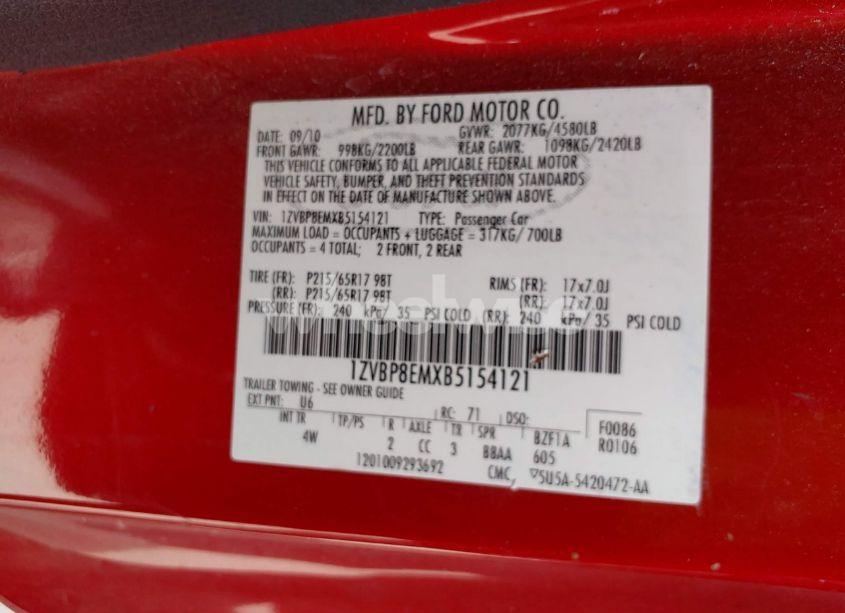 MFD. BY FORD MOTOR CO.
DATE: 09/10 GVWR: 2077KG/4580LB
FRONT GAWR: 998KG/2200LB REAR GAWR: 1098KG/2420LB
THIS VEHICLE CONFORMS TO ALL APPLICABLE FEDERAL MOTOR
VEHICLE SAFETY, BUMPER, AND THEFT PREVENTION STANDARDS
IN EFFECT ON THE DATE OF MANUFACTURE SHOWN ABOVE.
VIN: 1ZVBP8EMXB5154121 TYPE: Passenger Car
MAXIMUM LOAD = OCCUPANTS + LUGGAGE = 317KG/700LB
OCCUPANTS = 4 TOTAL; 2 FRONT, 2 REAR
TIRE (FR): P215/65R17 98T RIMS (FR): 17x7.0J
(RR): P215/65R17 98T (RR): 17x7.0J
PRESSURE (FR): 240 kPa/ 35 PSI COLD (RR): 240 kPa/ 35 PSI COLD
1ZVBP8EMXB5154121
TRAILER TOWING - SEE OWNER GUIDE
EXT PNT: U6 RC: 71 DSO:
F0086
R0106
INT TR TP/PS R AXLE TR SPR BZF1A
4W 2 CC 3 BBAA 605
1201009293692 CMC, 5U5A-5420472-AA